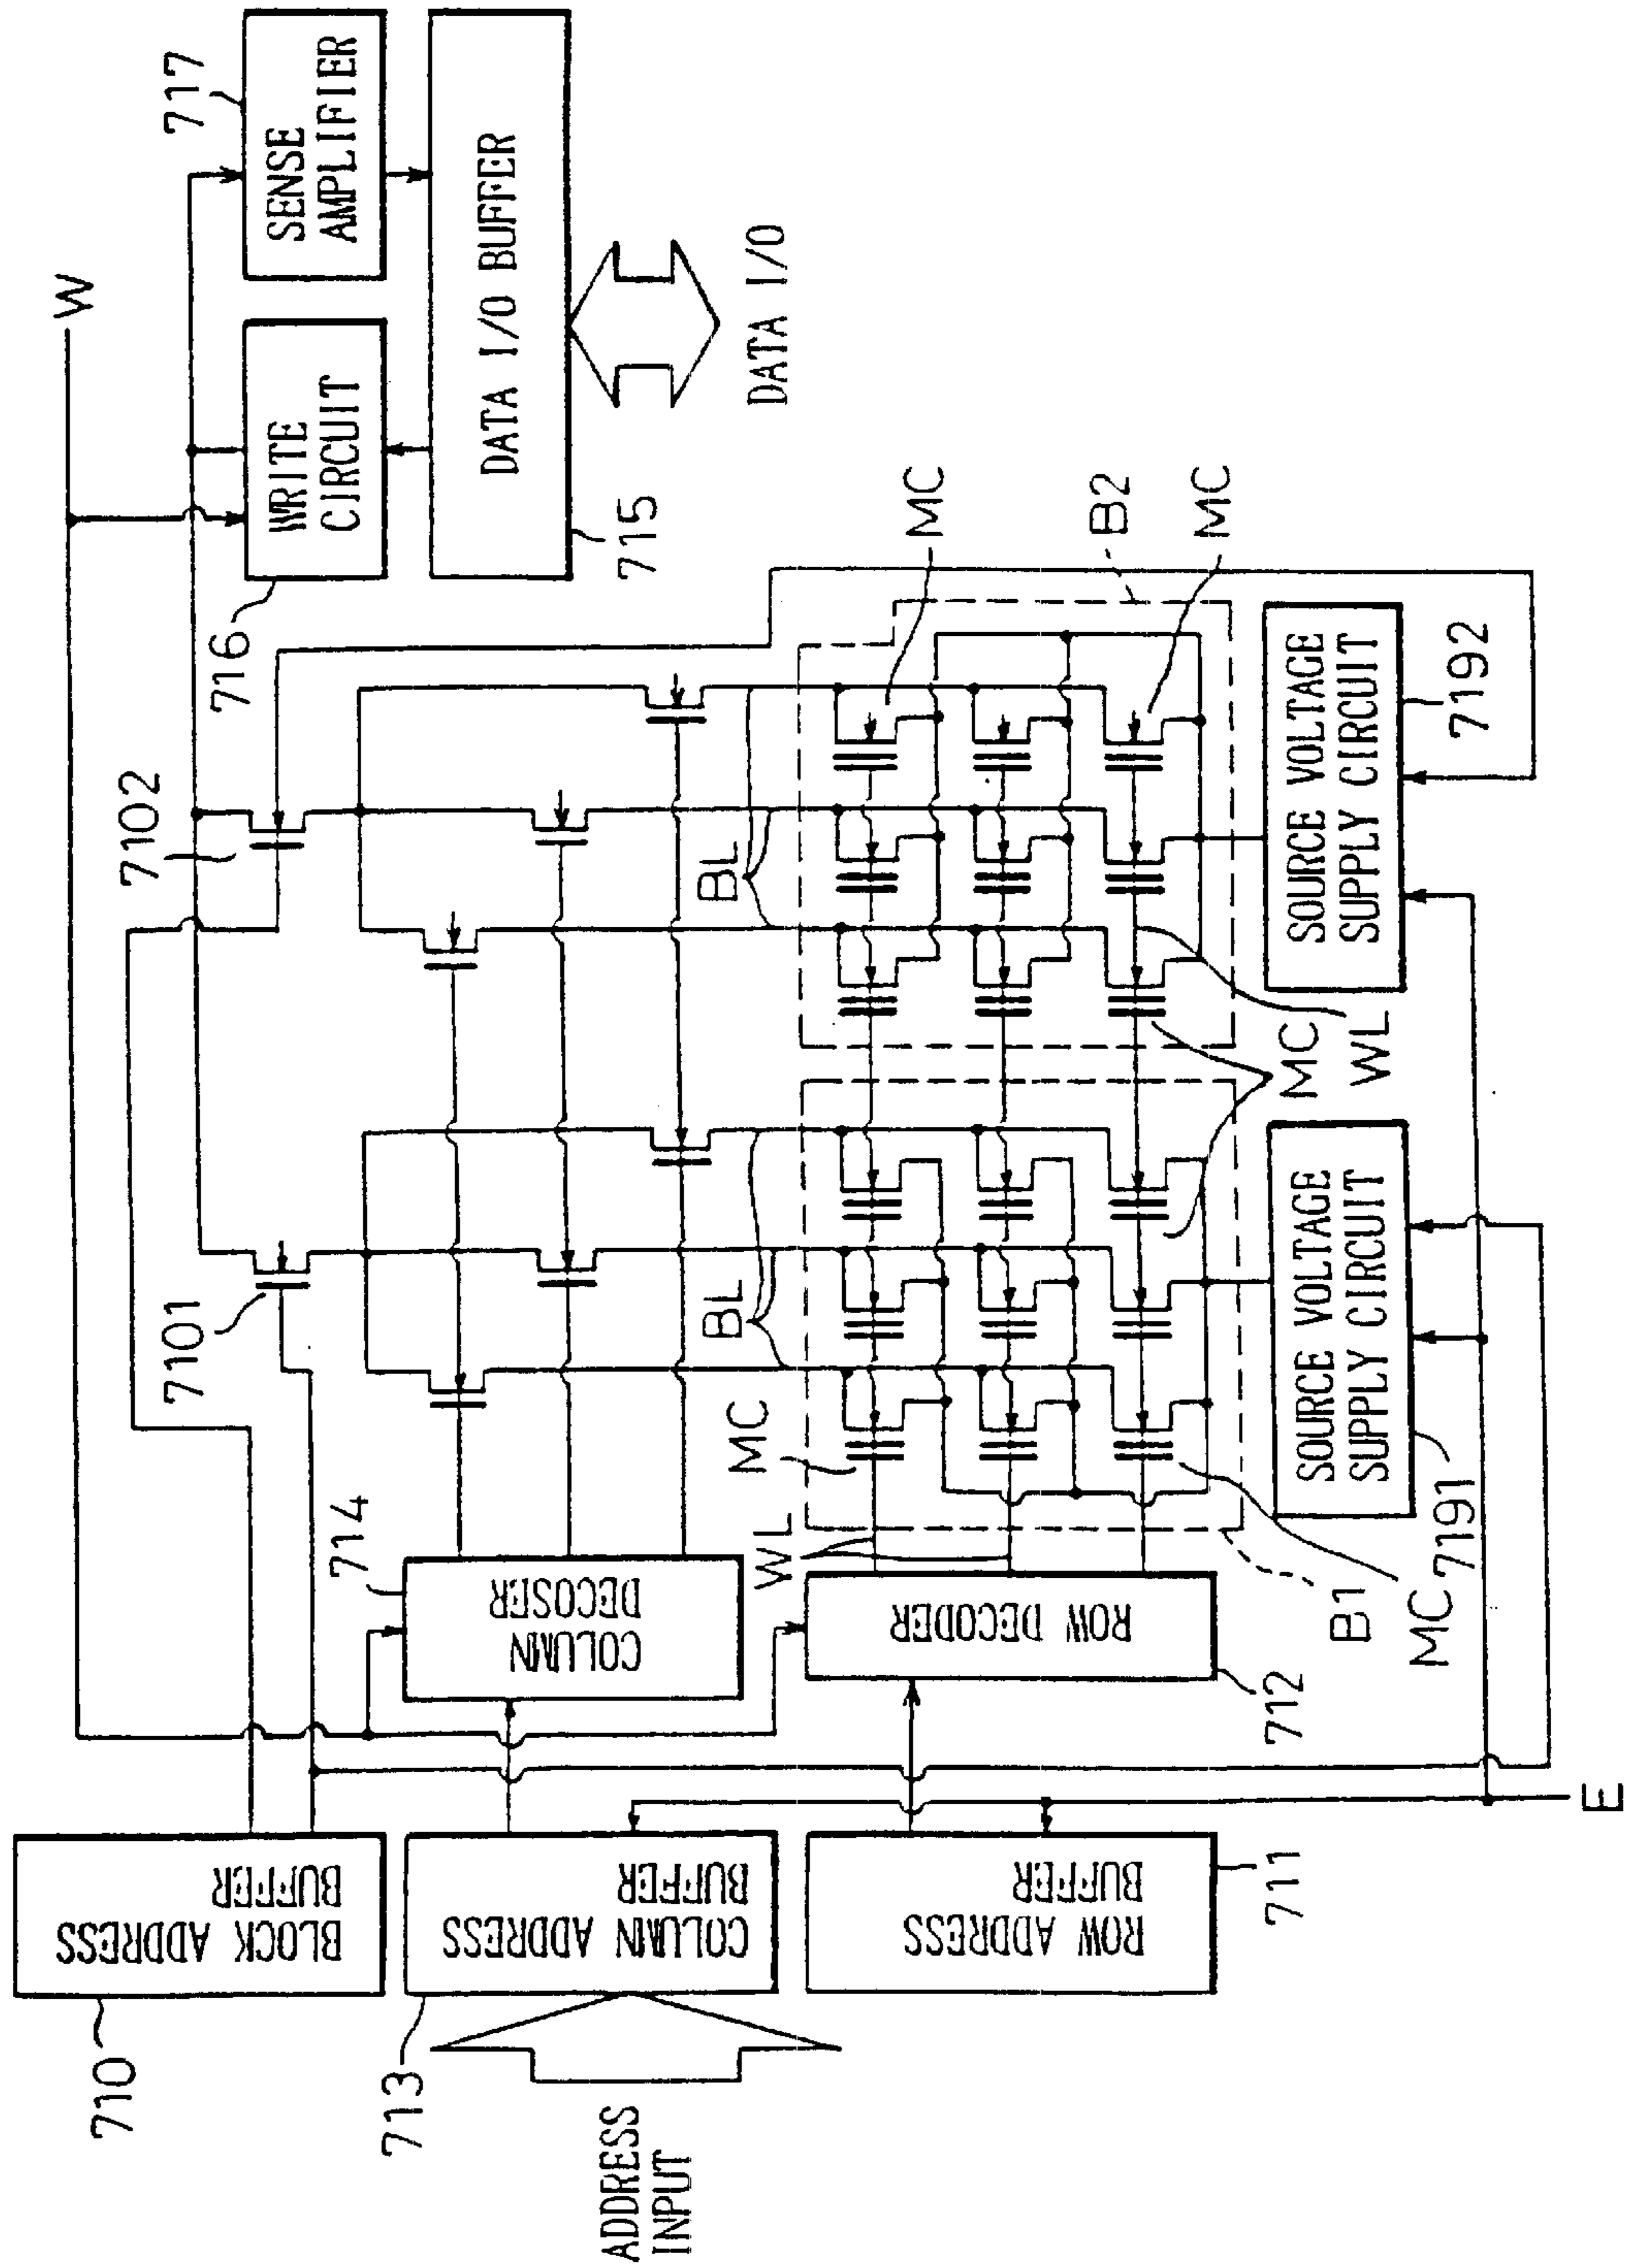 W
717
SENSE
AMPLIFIER
716
WRITE
CIRCUIT
DATA I/O BUFFER
715
DATA I/O
710
BLOCK ADDRESS
BUFFER
7101
7102
713
COLUMN ADDRESS
BUFFER
714
COLUMN
DECOSER
ADDRESS
INPUT
BL
BL
ROW ADDRESS
BUFFER
711
ROW DECODER
712
WL
MC
MC
B2
MC
B1
MC
MC
WL
SOURCE VOLTAGE
SUPPLY CIRCUIT
7191
SOURCE VOLTAGE
SUPPLY CIRCUIT
7192
E